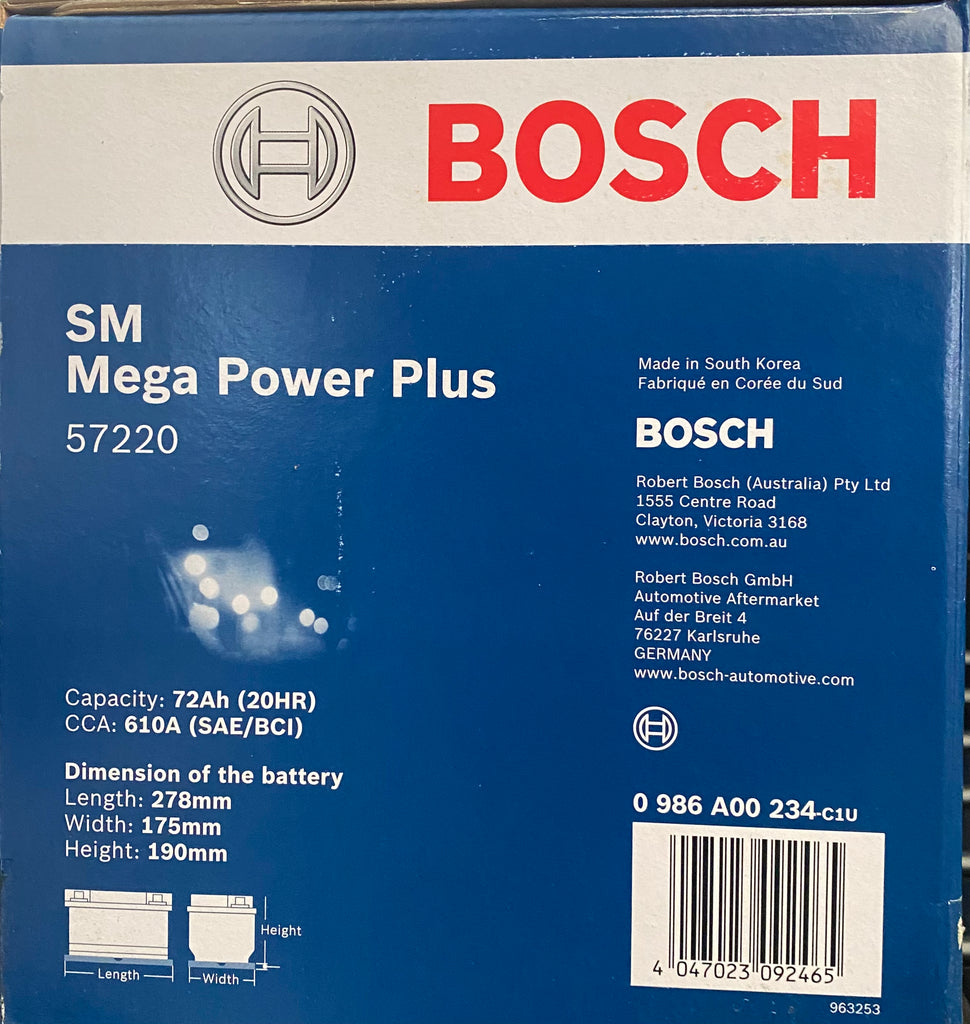 BOSCH
SM
Mega Power Plus
57220
Capacity: 72Ah (20HR)
CCA: 610A (SAE/BCI)
Dimension of the battery
Length: 278mm
Width: 175mm
Height: 190mm
Height
Length
Width
Made in South Korea
Fabriqué en Corée du Sud
BOSCH
Robert Bosch (Australia) Pty Ltd
1555 Centre Road
Clayton, Victoria 3168
www.bosch.com.au
Robert Bosch GmbH
Automotive Aftermarket
Auf der Breit 4
76227 Karlsruhe
GERMANY
www.bosch-automotive.com
0 986 A00 234-C1U
4 047023 092465
963253